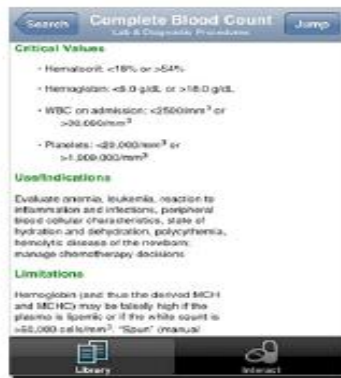 Search
Complete Blood Count
Jump
Lab & Diagnostic Procedures
Critical Values
- Hematocrit: <18% or >54%
- Hemoglobin: <6.0 g/dL or >18.0 g/dL
- WBC on admission: <2500/mm³ or
>30,000/mm³
- Platelets: <20,000/mm³ or
>1,000,000/mm³
Use/Indications
Evaluate anemia, leukemia, reaction to
inflammation and infections, peripheral
blood cellular characteristics, state of
hydration and dehydration, polycythemia,
hemolytic disease of the newborn;
manage chemotherapy decisions
Limitations
Hemoglobin (and thus the derived MCH
and MCHC) may be falsely high if the
plasma is lipemic or if the white count is
>50,000 cells/mm³. "Spun" (manual
Library
Interact